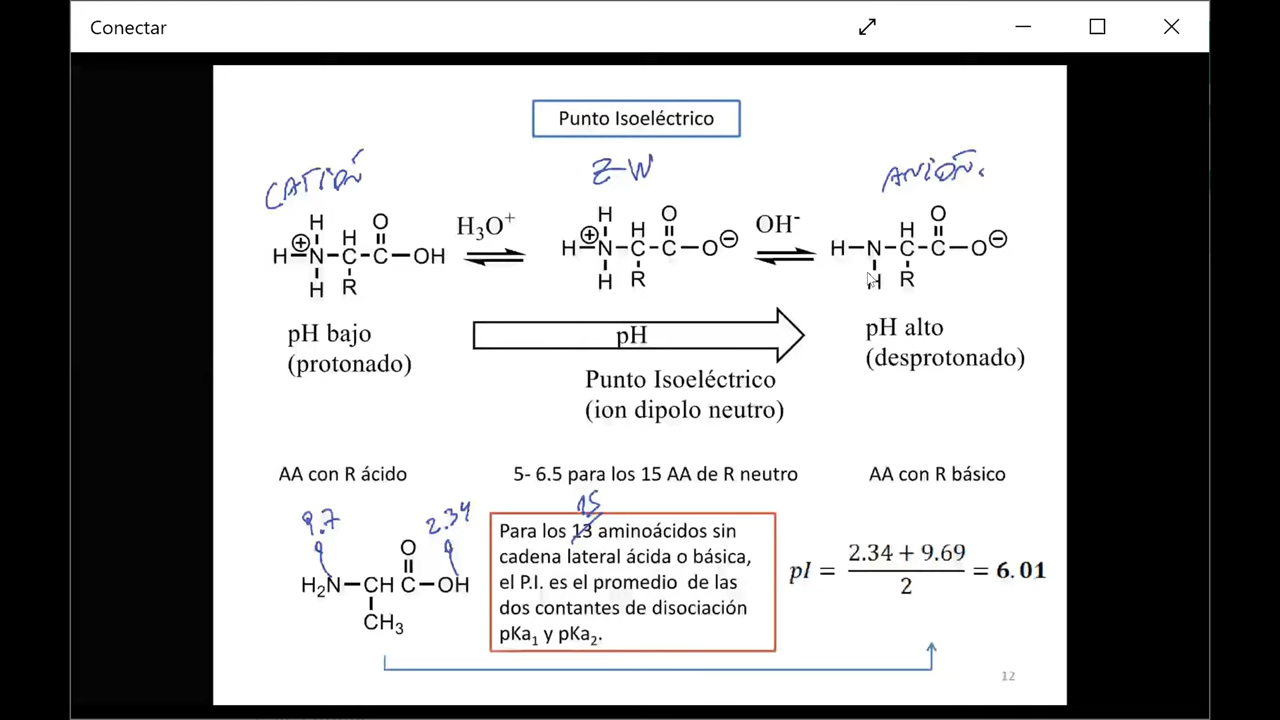 Conectar
Punto Isoeléctrico
CATIÓN
Z-W
ANIÓN.
H H O
H–N–C–C–OH
H R
H₃O⁺
H H O
H–N–C–C–O⊖
H R
OH⁻
H O
H–N–C–C–O⊖
H R
pH bajo
(protonado)
pH
pH alto
(desprotonado)
Punto Isoeléctrico
(ion dipolo neutro)
AA con R ácido
5- 6.5 para los 15 AA de R neutro
AA con R básico
9.7
2.34
O
H₂N–CH C–OH
CH₃
15
Para los 13 aminoácidos sin
cadena lateral ácida o básica,
el P.I. es el promedio de las
dos contantes de disociación
pKa₁ y pKa₂.
pI = (2.34 + 9.69) / 2 = 6.01
12